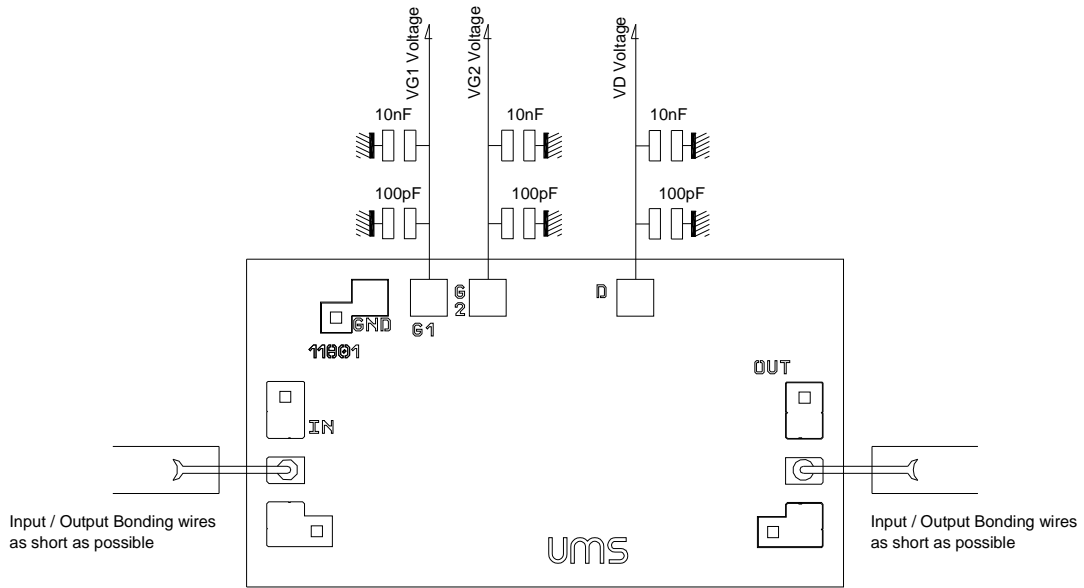 VG1 Voltage
VG2 Voltage
VD Voltage
10nF
10nF
10nF
100pF
100pF
100pF
G
2
D
GND
G1
11801
OUT
IN
Input / Output Bonding wires
as short as possible
Input / Output Bonding wires
as short as possible
UMS